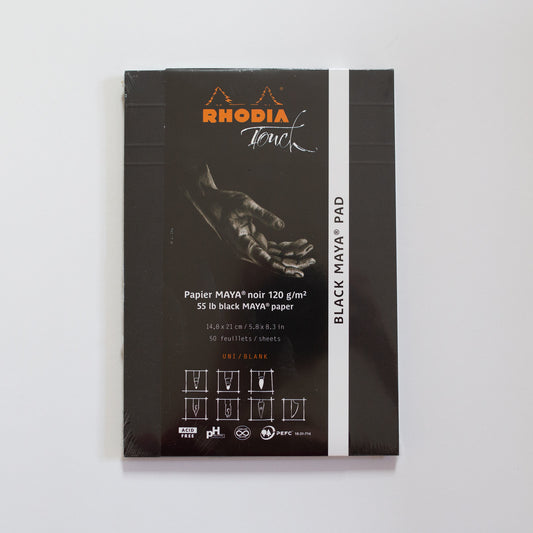 RHODIA®
Touch
Papier MAYA® noir 120 g/m²
55 lb black MAYA® paper
14.8 x 21 cm / 5.8 x 8.3 in
50 feuillets / sheets
UNI / BLANK
ACID
FREE
pH
PEFC
BLACK MAYA® PAD